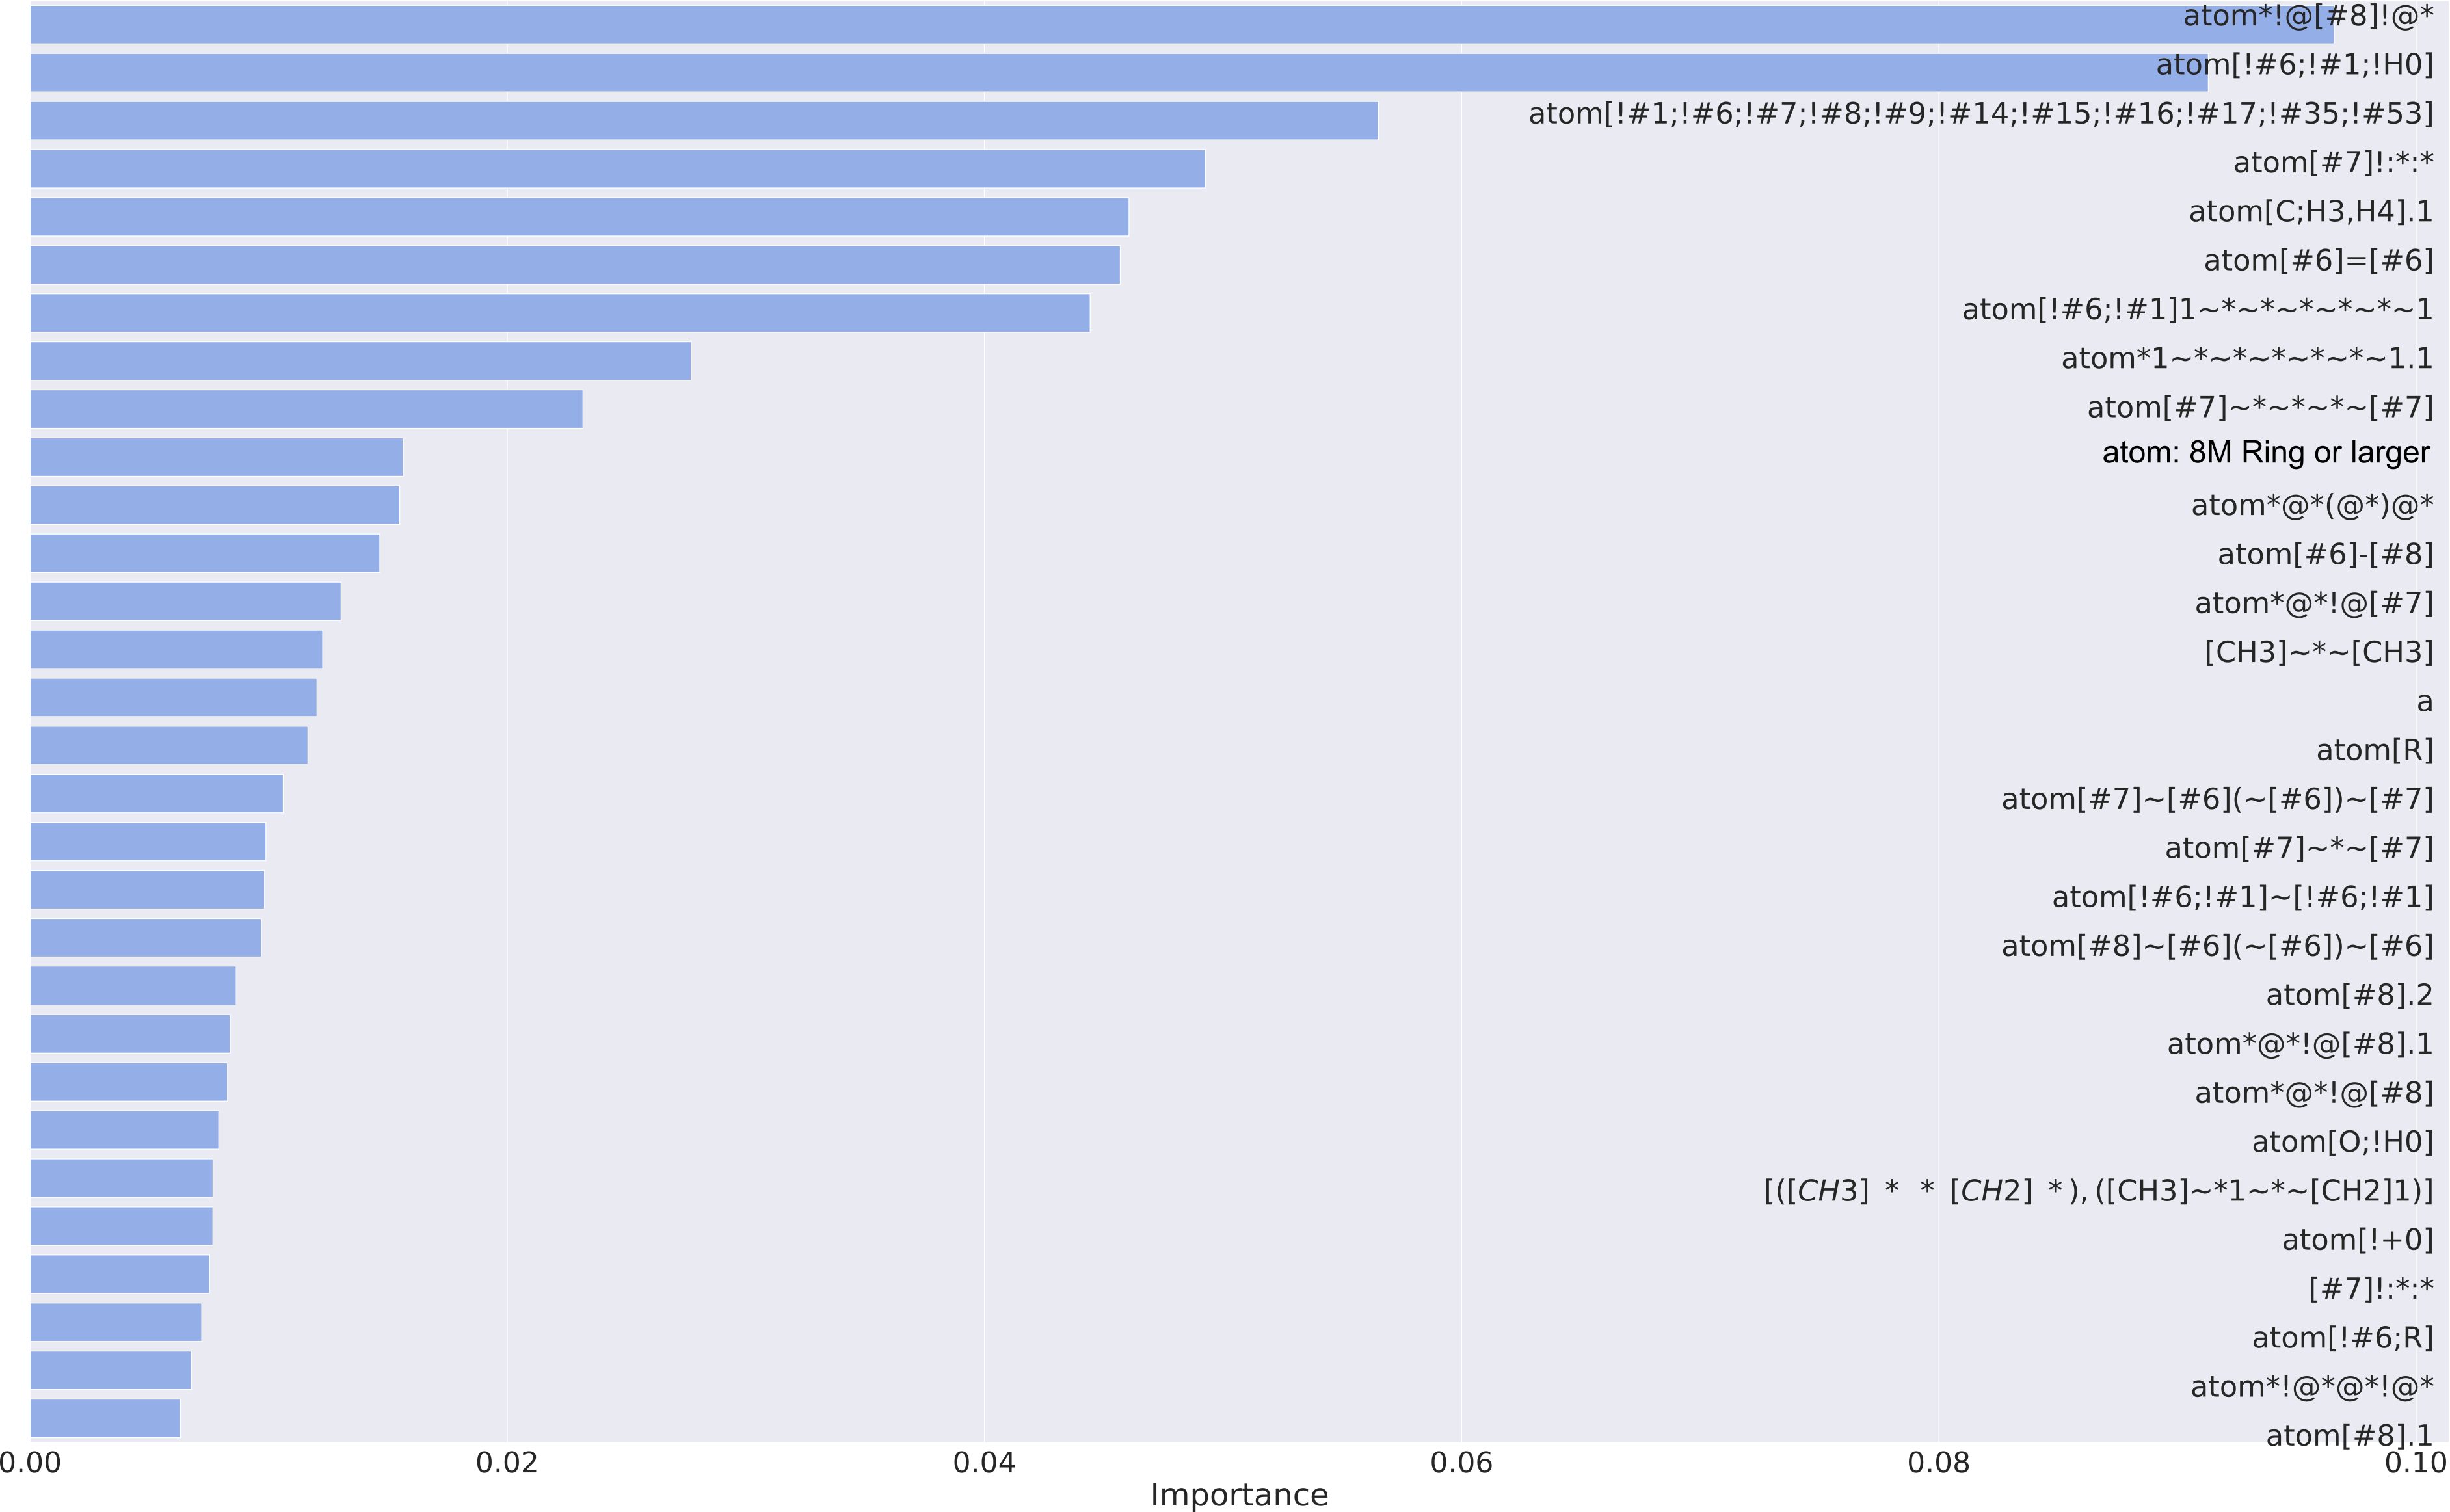 atom*!@[#8]!@*
atom[!#6;!#1;!H0]
atom[!#1;!#6;!#7;!#8;!#9;!#14;!#15;!#16;!#17;!#35;!#53]
atom[#7]!:*:*
atom[C;H3,H4].1
atom[#6]=[#6]
atom[!#6;!#1]1~*~*~*~*~*~1
atom*1~*~*~*~*~*~1.1
atom[#7]~*~*~*~[#7]
atom: 8M Ring or larger
atom*@*(@*)@*
atom[#6]-[#8]
atom*@*!@[#7]
[CH3]~*~[CH3]
a
atom[R]
atom[#7]~[#6](~[#6])~[#7]
atom[#7]~*~[#7]
atom[!#6;!#1]~[!#6;!#1]
atom[#8]~[#6](~[#6])~[#6]
atom[#8].2
atom*@*!@[#8].1
atom*@*!@[#8]
atom[O;!H0]
[([CH3] * * [CH2] *),([CH3]~*1~*~[CH2]1)]
atom[!+0]
[#7]!:*:*
atom[!#6;R]
atom*!@*@*!@*
atom[#8].1
0.00 0.02 0.04 0.06 0.08 0.10
Importance